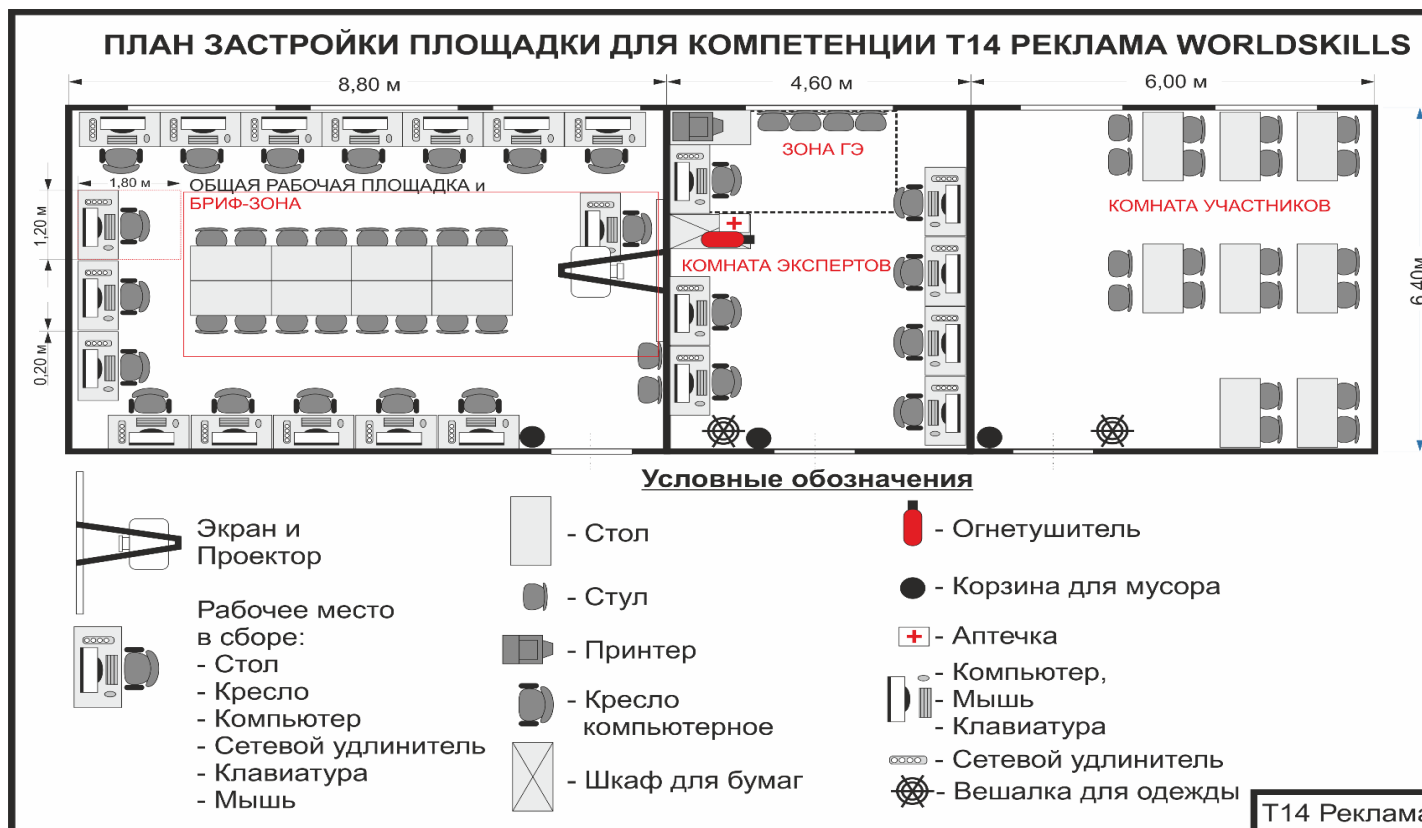 ПЛАН ЗАСТРОЙКИ ПЛОЩАДКИ ДЛЯ КОМПЕТЕНЦИИ Т14 РЕКЛАМА WORLDSKILLS
8,80 м
4,60 м
6,00 м
1,80 м
ОБЩАЯ РАБОЧАЯ ПЛОЩАДКА и
БРИФ-ЗОНА
1,20 м
0,20 м
ЗОНА ГЭ
КОМНАТА ЭКСПЕРТОВ
КОМНАТА УЧАСТНИКОВ
6,40м
Условные обозначения
Экран и
Проектор
Рабочее место
в сборе:
- Стол
- Кресло
- Компьютер
- Сетевой удлинитель
- Клавиатура
- Мышь
- Стол
- Стул
- Принтер
- Кресло
компьютерное
- Шкаф для бумаг
- Огнетушитель
- Корзина для мусора
- Аптечка
- Компьютер,
- Мышь
- Клавиатура
- Сетевой удлинитель
- Вешалка для одежды
Т14 Реклама